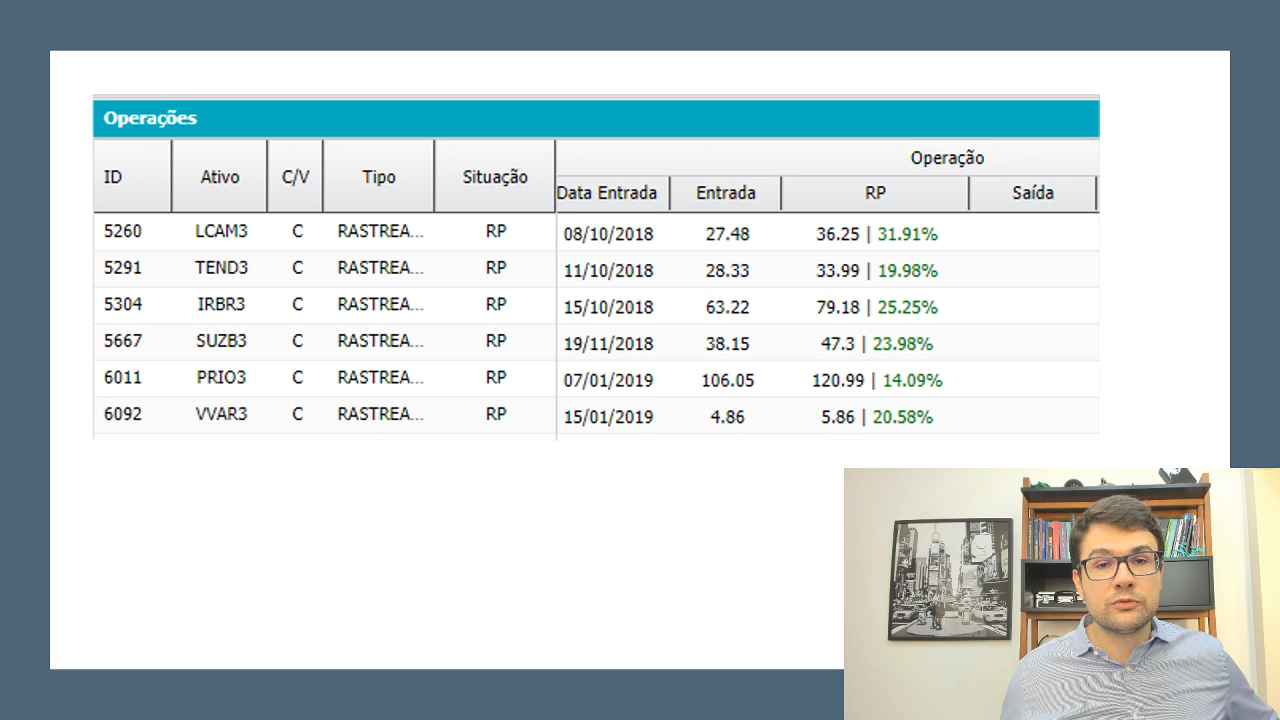 Operações
ID Ativo C/V Tipo Situação Operação
Data Entrada Entrada RP Saída
5260 LCAM3 C RASTREA... RP 08/10/2018 27.48 36.25 | 31.91%
5291 TEND3 C RASTREA... RP 11/10/2018 28.33 33.99 | 19.98%
5304 IRBR3 C RASTREA... RP 15/10/2018 63.22 79.18 | 25.25%
5667 SUZB3 C RASTREA... RP 19/11/2018 38.15 47.3 | 23.98%
6011 PRIO3 C RASTREA... RP 07/01/2019 106.05 120.99 | 14.09%
6092 VVAR3 C RASTREA... RP 15/01/2019 4.86 5.86 | 20.58%